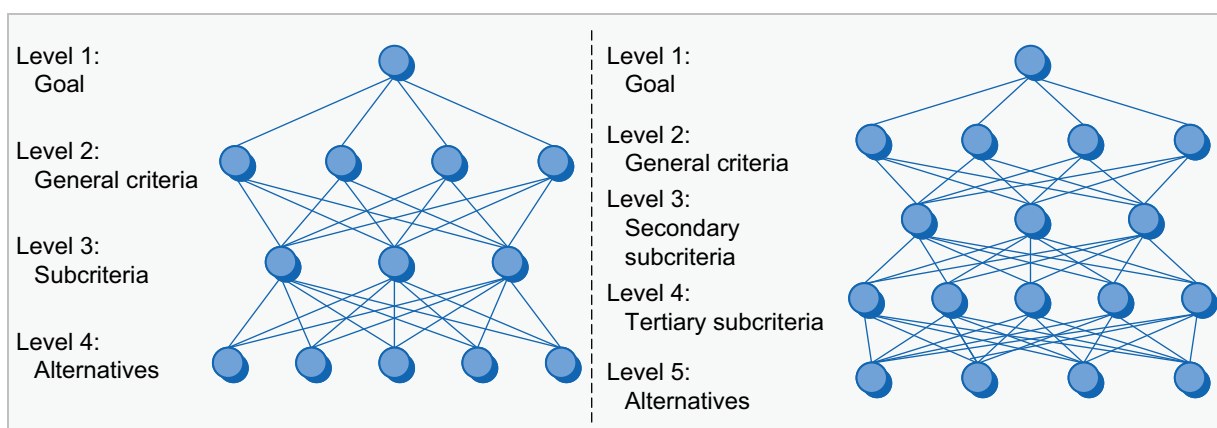 Level 1:
Goal
Level 2:
General criteria
Level 3:
Subcriteria
Level 4:
Alternatives
Level 1:
Goal
Level 2:
General criteria
Level 3:
Secondary
subcriteria
Level 4:
Tertiary subcriteria
Level 5:
Alternatives